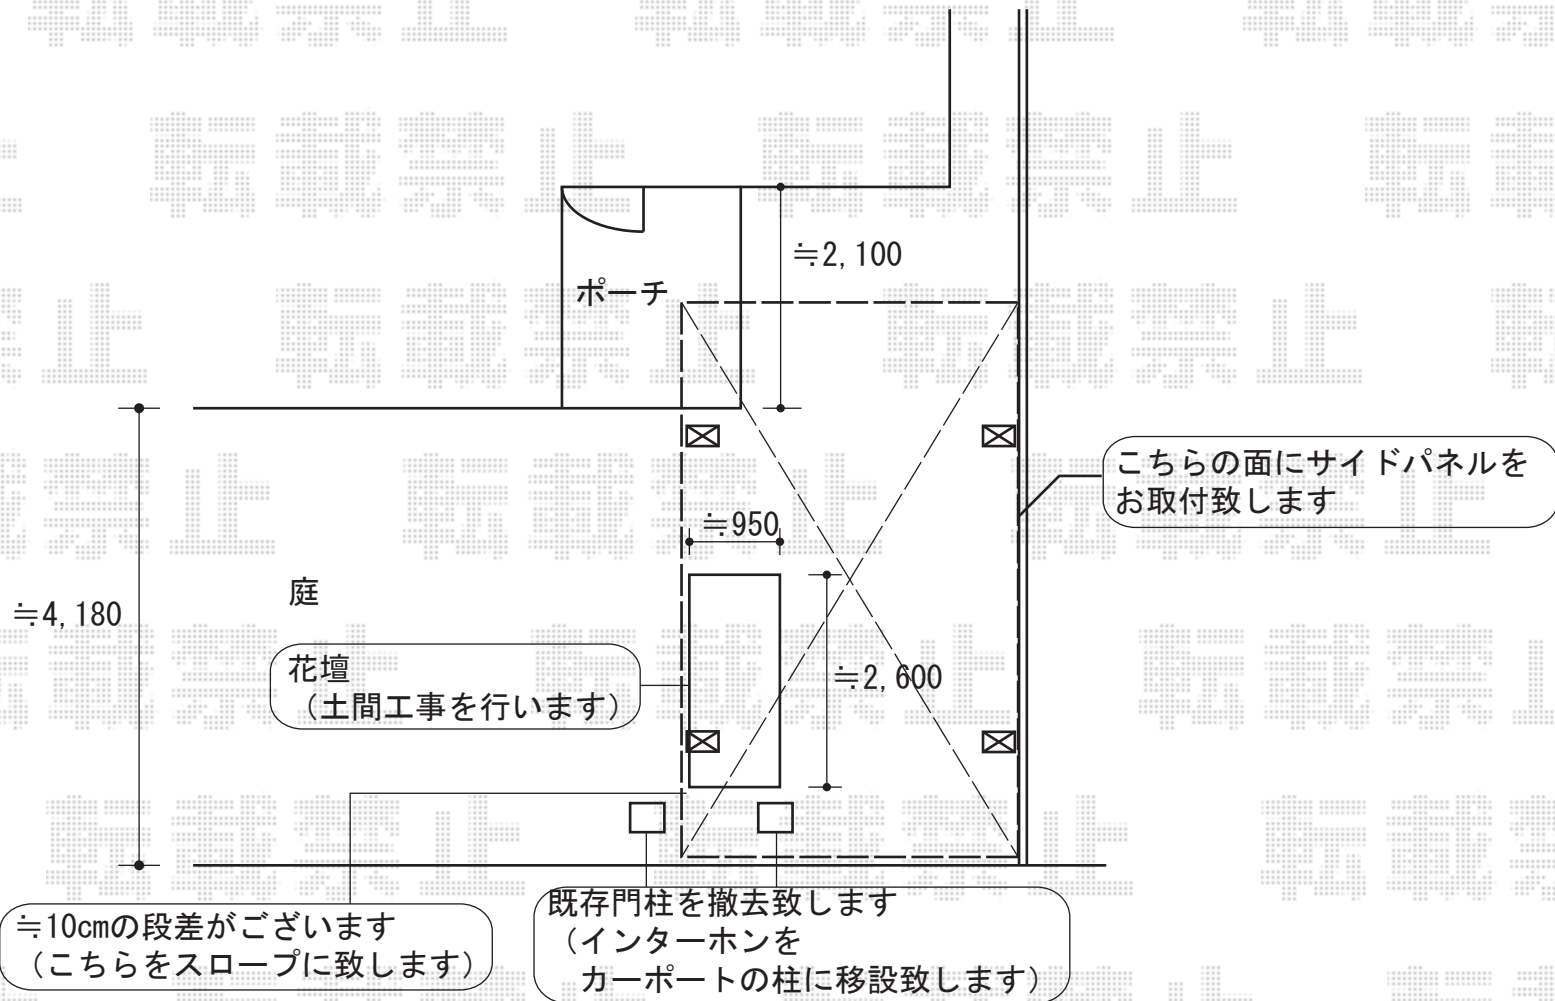 ≒2,100
ポーチ
こちらの面にサイドパネルを
お取付致します
≒950
庭
≒4,180
花壇
（土間工事を行います）
≒2,600
≒10cmの段差がございます
（こちらをスロープに致します）
既存門柱を撤去致します
（インターホンを
カーポートの柱に移設致します）
転載禁止